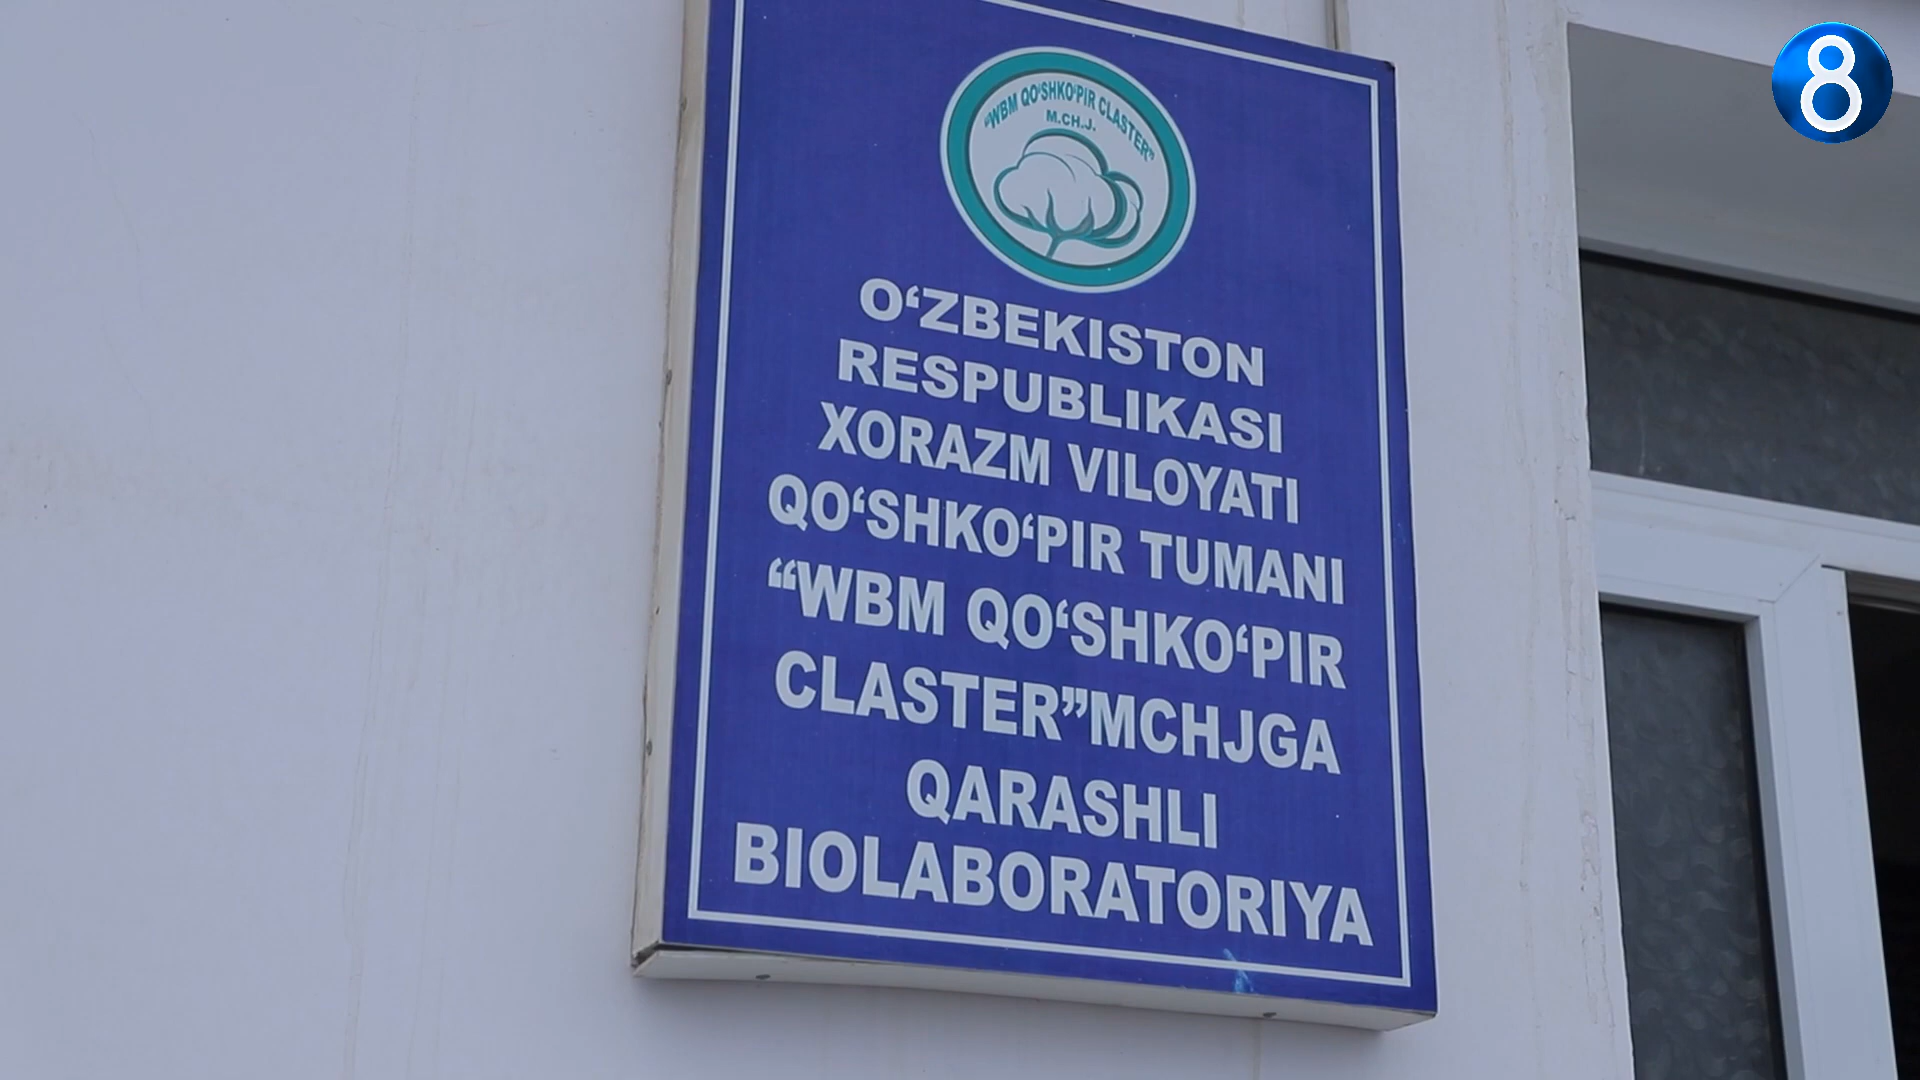 8
“WBM QO‘SHKO‘PIR CLASTER”
M.CH.J.
O‘ZBEKISTON
RESPUBLIKASI
XORAZM VILOYATI
QO‘SHKO‘PIR TUMANI
“WBM QO‘SHKO‘PIR
CLASTER”MCHJGA
QARASHLI
BIOLABORATORIYA